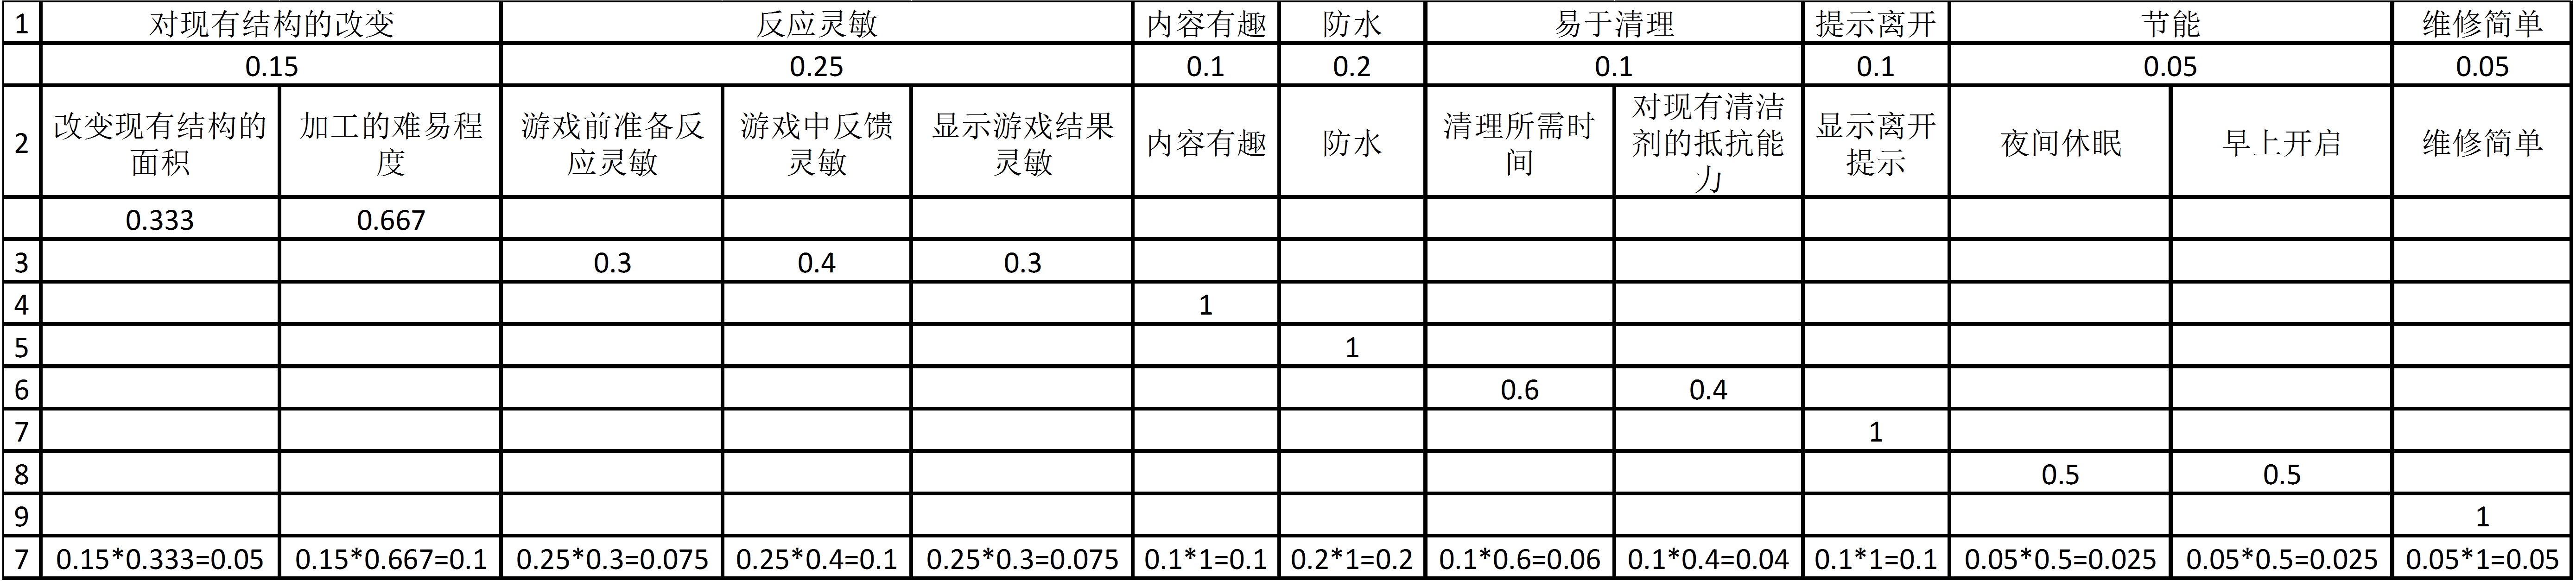 1 对现有结构的改变 反应灵敏 内容有趣 防水 易于清理 提示离开 节能 维修简单
0.15 0.25 0.1 0.2 0.1 0.1 0.05 0.05
2 改变现有结构的面积 加工的难易程度 游戏前准备反应灵敏 游戏中反馈灵敏 显示游戏结果灵敏 内容有趣 防水 清理所需时间 对现有清洁剂的抵抗能力 显示离开提示 夜间休眠 早上开启 维修简单
0.333 0.667
3 0.3 0.4 0.3
4 1
5 1
6 0.6 0.4
7 1
8 0.5 0.5
9 1
7 0.15*0.333=0.05 0.15*0.667=0.1 0.25*0.3=0.075 0.25*0.4=0.1 0.25*0.3=0.075 0.1*1=0.1 0.2*1=0.2 0.1*0.6=0.06 0.1*0.4=0.04 0.1*1=0.1 0.05*0.5=0.025 0.05*0.5=0.025 0.05*1=0.05